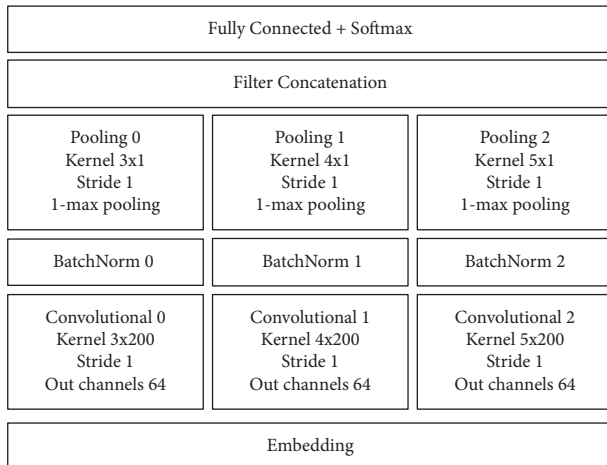 Fully Connected + Softmax
Filter Concatenation
Pooling 0
Kernel 3x1
Stride 1
1-max pooling
Pooling 1
Kernel 4x1
Stride 1
1-max pooling
Pooling 2
Kernel 5x1
Stride 1
1-max pooling
BatchNorm 0
BatchNorm 1
BatchNorm 2
Convolutional 0
Kernel 3x200
Stride 1
Out channels 64
Convolutional 1
Kernel 4x200
Stride 1
Out channels 64
Convolutional 2
Kernel 5x200
Stride 1
Out channels 64
Embedding